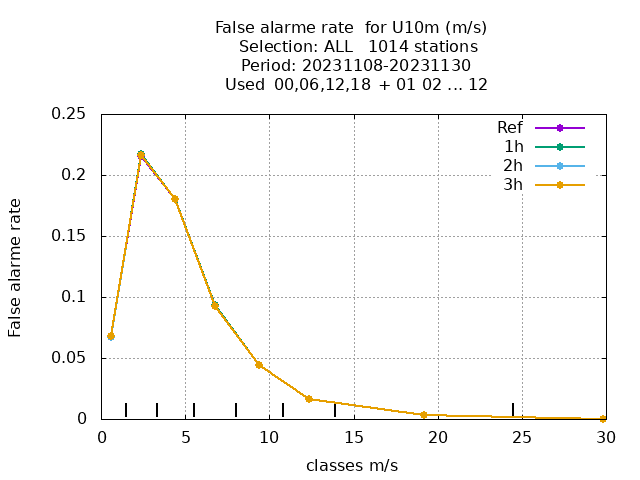 False alarme rate  for U10m (m/s)
Selection: ALL   1014 stations
Period: 20231108-20231130
Used  00,06,12,18  + 01 02 ... 12
0.25
0.2
0.15
0.1
0.05
0
False alarme rate
Ref
1h
2h
3h
0 5 10 15 20 25 30
classes m/s